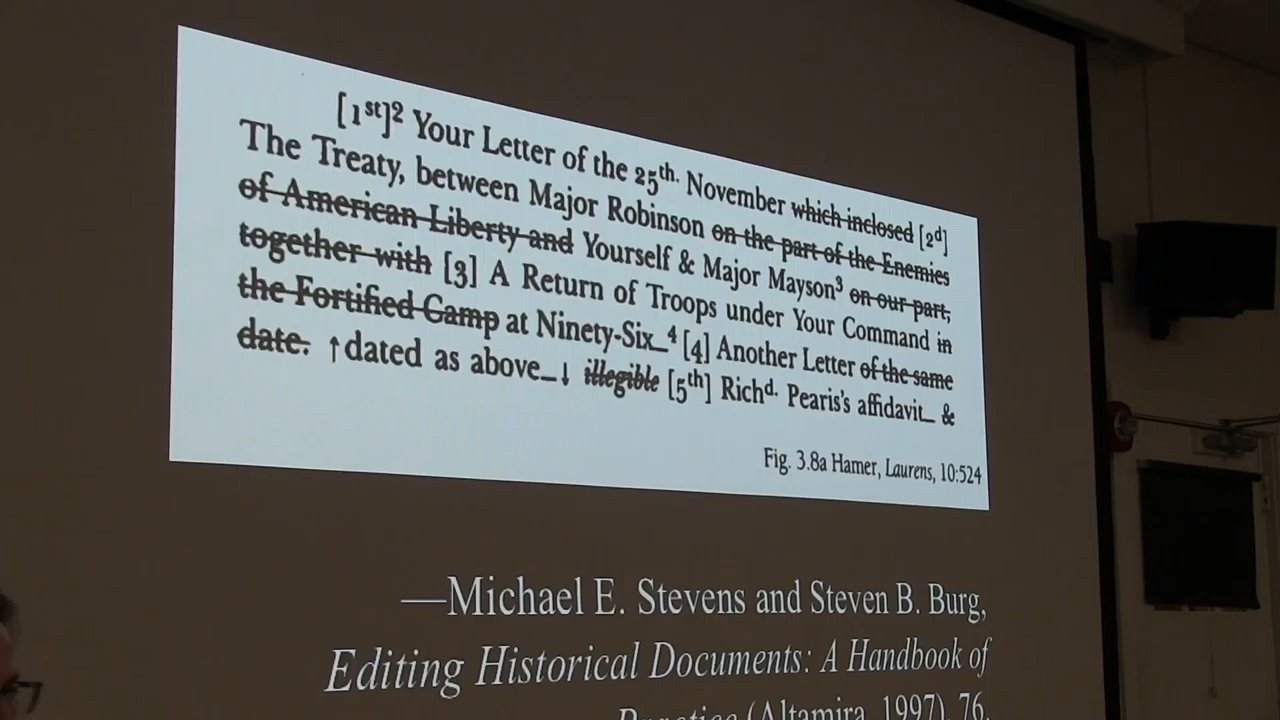 [1st]2 Your Letter of the 25th. November which inclosed [2d]
The Treaty, between Major Robinson on the part of the Enemies
of American Liberty and Yourself & Major Mayson3 on our part,
together with [3] A Return of Troops under Your Command in
the Fortified Camp at Ninety-Six_4 [4] Another Letter of the same
date. ↑dated as above_↓ illegible [5th] Richd. Pearis's affidavit_ &
Fig. 3.8a Hamer, Laurens, 10:524
—Michael E. Stevens and Steven B. Burg,
Editing Historical Documents: A Handbook of
Practice (Altamira, 1997), 76.